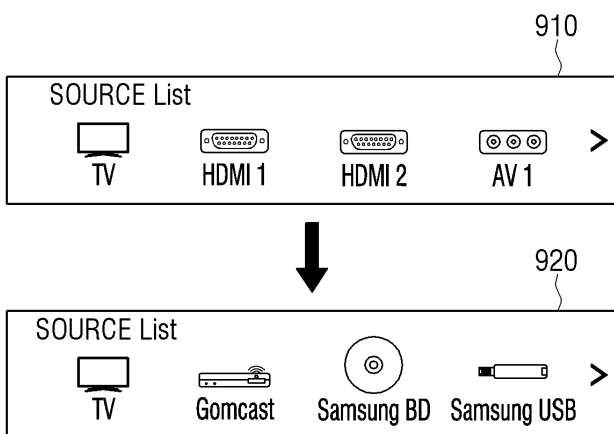 910
SOURCE List
TV HDMI 1 HDMI 2 AV 1 >
920
SOURCE List
TV Gomcast Samsung BD Samsung USB >